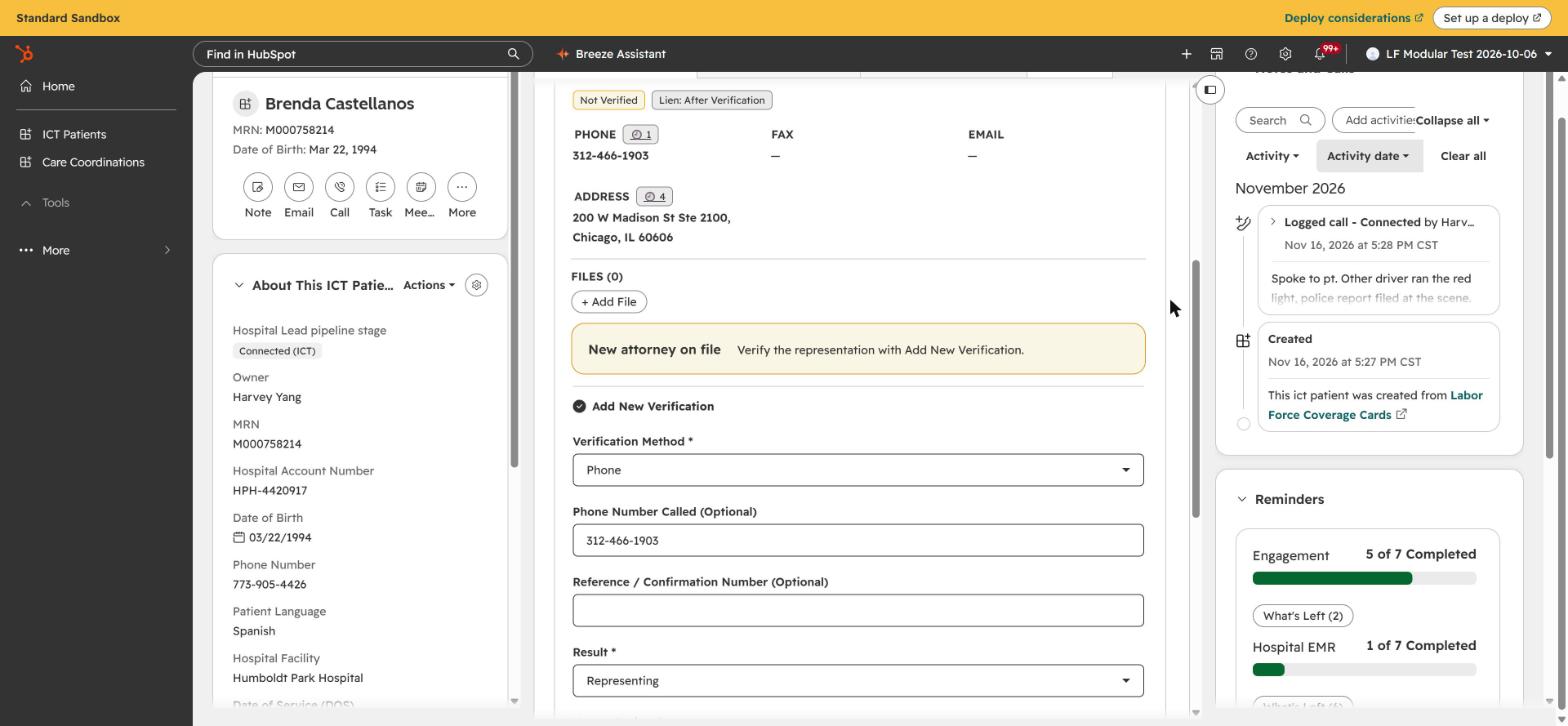 Standard Sandbox
Deploy considerations
Set up a deploy
Find in HubSpot
Breeze Assistant
99+
LF Modular Test 2026-10-06
Home
ICT Patients
Care Coordinations
Tools
More
Brenda Castellanos
MRN: M000758214
Date of Birth: Mar 22, 1994
Note Email Call Task Mee... More
About This ICT Patie... Actions
Hospital Lead pipeline stage
Connected (ICT)
Owner
Harvey Yang
MRN
M000758214
Hospital Account Number
HPH-4420917
Date of Birth
03/22/1994
Phone Number
773-905-4426
Patient Language
Spanish
Hospital Facility
Humboldt Park Hospital
Date of Service (DOS)
Not Verified Lien: After Verification
PHONE 1 FAX EMAIL
312-466-1903 — —
ADDRESS 4
200 W Madison St Ste 2100,
Chicago, IL 60606
FILES (0)
+ Add File
New attorney on file Verify the representation with Add New Verification.
Add New Verification
Verification Method *
Phone
Phone Number Called (Optional)
312-466-1903
Reference / Confirmation Number (Optional)
Result *
Representing
Search Add activities Collapse all
Activity Activity date Clear all
November 2026
Logged call - Connected by Harv...
Nov 16, 2026 at 5:28 PM CST
Spoke to pt. Other driver ran the red
light, police report filed at the scene.
Created
Nov 16, 2026 at 5:27 PM CST
This ict patient was created from Labor
Force Coverage Cards
Reminders
Engagement 5 of 7 Completed
What's Left (2)
Hospital EMR 1 of 7 Completed